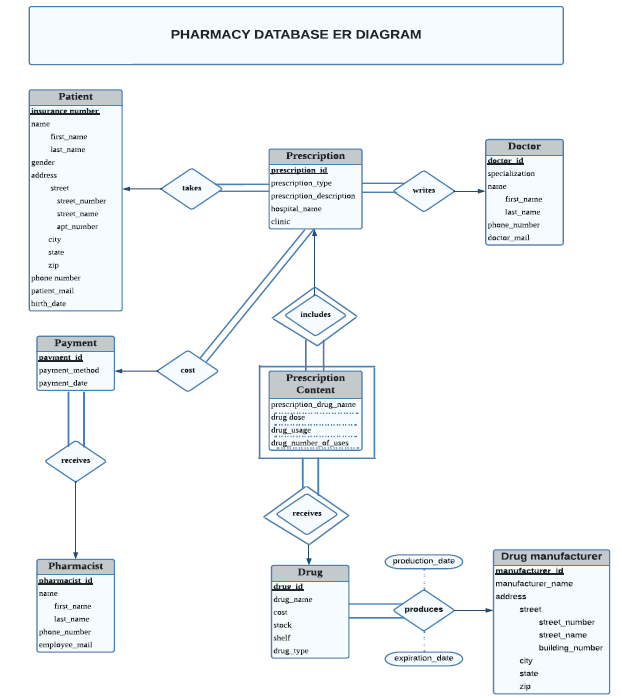 PHARMACY DATABASE ER DIAGRAM
Patient
insurance number
name
first_name
last_name
gender
address
street
street_number
street_name
apt_number
city
state
zip
phone number
patient_mail
birth_date
takes
Prescription
prescription_id
prescription_type
prescription_description
hospital_name
clinic
writes
Doctor
doctor_id
specialization
name
first_name
last_name
phone_number
doctor_mail
includes
Payment
payment_id
payment_method
payment_date
cost
Prescription
Content
prescription_drug_name
drug dose
drug_usage
drug_number_of_uses
receives
receives
Pharmacist
pharmacist_id
name
first_name
last_name
phone_number
employee_mail
Drug
drug_id
drug_name
cost
stock
shelf
drug_type
production_date
produces
expiration_date
Drug manufacturer
manufacturer_id
manufacturer_name
address
street
street_number
street_name
building_number
city
state
zip